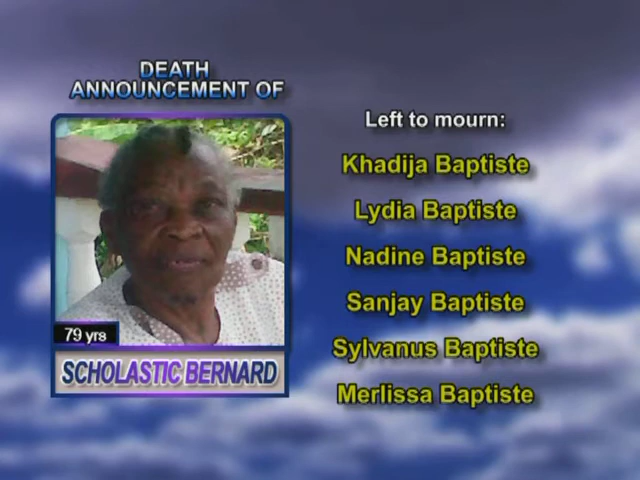 DEATH
ANNOUNCEMENT OF
79 yrs
SCHOLASTIC BERNARD
Left to mourn:
Khadija Baptiste
Lydia Baptiste
Nadine Baptiste
Sanjay Baptiste
Sylvanus Baptiste
Merlissa Baptiste